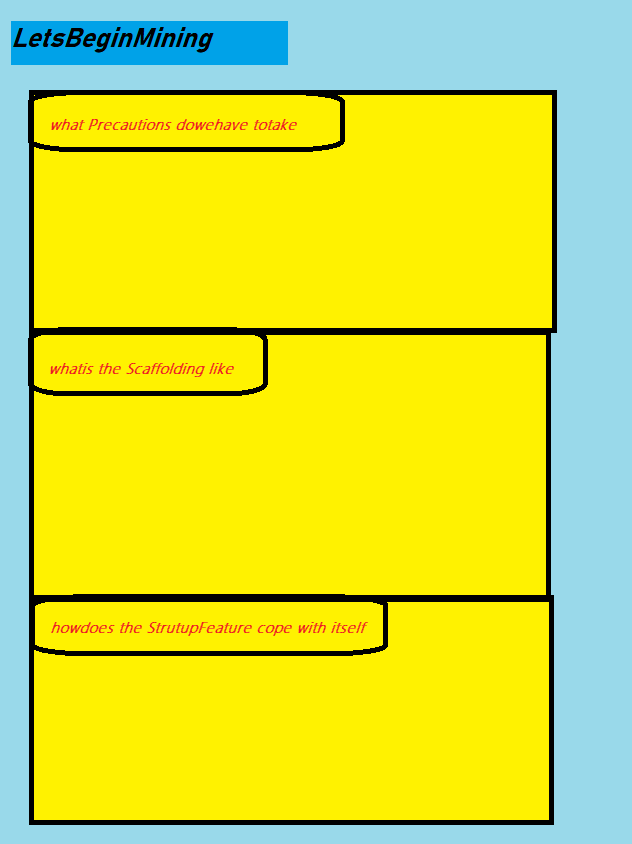 LetsBeginMining
what Precautions dowehave totake
whatis the Scaffolding like
howdoes the StrutupFeature cope with itself